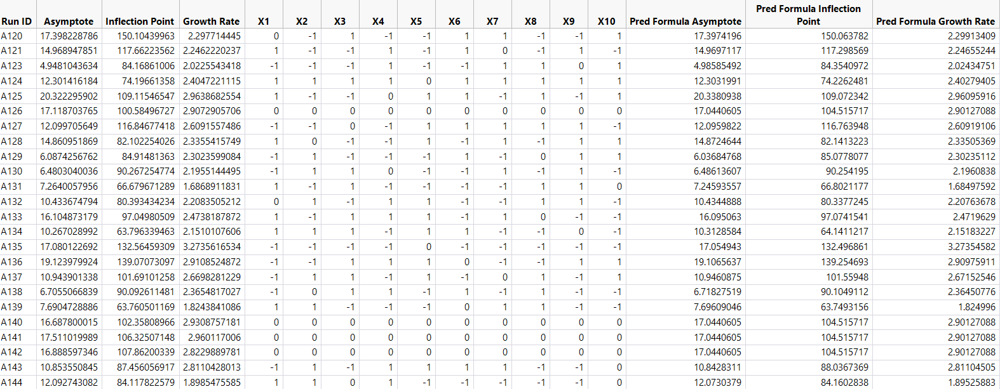 Run ID Asymptote Inflection Point Growth Rate X1 X2 X3 X4 X5 X6 X7 X8 X9 X10 Pred Formula Asymptote Pred Formula Inflection Point Pred Formula Growth Rate
A120 17.398228786 150.10439963 2.297714445 0 -1 1 -1 -1 1 1 -1 -1 1 17.3974196 150.063782 2.29913409
A121 14.968947851 117.66223562 2.2462220237 1 -1 -1 1 -1 1 0 -1 1 -1 14.9697117 117.298569 2.24655244
A123 4.9481043634 84.16861006 2.0225543418 -1 -1 -1 1 -1 -1 1 1 0 1 4.98585492 84.3540972 2.02434751
A124 12.301416184 74.19661358 2.4047221115 1 1 1 1 0 1 1 1 1 1 12.3031991 74.2262481 2.40279405
A125 20.322295902 109.11546547 2.9638682554 1 -1 -1 0 1 1 -1 1 -1 1 20.3380938 109.072342 2.96095916
A126 17.118703765 100.58496727 2.9072905706 0 0 0 0 0 0 0 0 0 0 17.0440605 104.515717 2.90127088
A127 12.099705649 116.84677418 2.6091557486 -1 -1 0 -1 1 1 1 1 1 -1 12.0959822 116.763948 2.60919106
A128 14.860951869 82.102254026 2.3355415749 1 0 -1 -1 1 -1 1 -1 1 1 14.8724644 82.1413223 2.33505369
A129 6.0874256762 84.91481363 2.3023599084 -1 1 -1 -1 -1 1 -1 0 1 1 6.03684768 85.0778077 2.30235112
A130 6.4803040036 90.267254774 2.1955144495 -1 1 1 0 -1 -1 1 -1 1 -1 6.48613607 90.254195 2.1960838
A131 7.2640057956 66.679671289 1.6868911831 1 -1 1 -1 -1 -1 -1 1 1 0 7.24593557 66.8021177 1.68497592
A132 10.433674794 80.393434234 2.2083505212 0 1 -1 1 1 -1 -1 1 1 -1 10.4344888 80.3377245 2.20763678
A133 16.104873179 97.04980509 2.4738187872 1 -1 1 1 1 -1 1 0 -1 -1 16.095063 97.0741541 2.4719629
A134 10.267028992 63.796339463 2.1510107606 1 1 1 -1 1 1 -1 -1 0 -1 10.3128584 64.1411217 2.15183227
A135 17.080122692 132.56459309 3.2735616534 -1 -1 -1 -1 0 -1 -1 -1 -1 -1 17.054943 132.496861 3.27354582
A136 19.123979924 139.07073097 2.9108524872 -1 -1 1 1 1 0 -1 -1 1 1 19.1065637 139.254693 2.90975911
A137 10.943901338 101.69101258 2.6698281229 -1 1 1 -1 1 -1 0 1 -1 1 10.9460875 101.55948 2.67152546
A138 6.7055066839 90.092611481 2.3654817027 -1 0 1 1 -1 1 -1 1 -1 -1 6.71827519 90.1049112 2.36450776
A139 7.6904728886 63.760501169 1.8243841086 1 1 -1 -1 -1 0 1 1 -1 -1 7.69609046 63.7493156 1.824996
A140 16.687800015 102.35808966 2.9308757181 0 0 0 0 0 0 0 0 0 0 17.0440605 104.515717 2.90127088
A141 17.511019989 106.32507148 2.960117006 0 0 0 0 0 0 0 0 0 0 17.0440605 104.515717 2.90127088
A142 16.888597346 107.86200339 2.8229889781 0 0 0 0 0 0 0 0 0 0 17.0440605 104.515717 2.90127088
A143 10.853550845 87.456056917 2.8110428013 -1 1 -1 1 1 1 1 -1 -1 0 10.8428311 88.0367369 2.81104505
A144 12.092743082 84.117822579 1.8985475585 1 1 0 1 -1 -1 -1 -1 -1 0 12.0730379 84.1602838 1.89525883